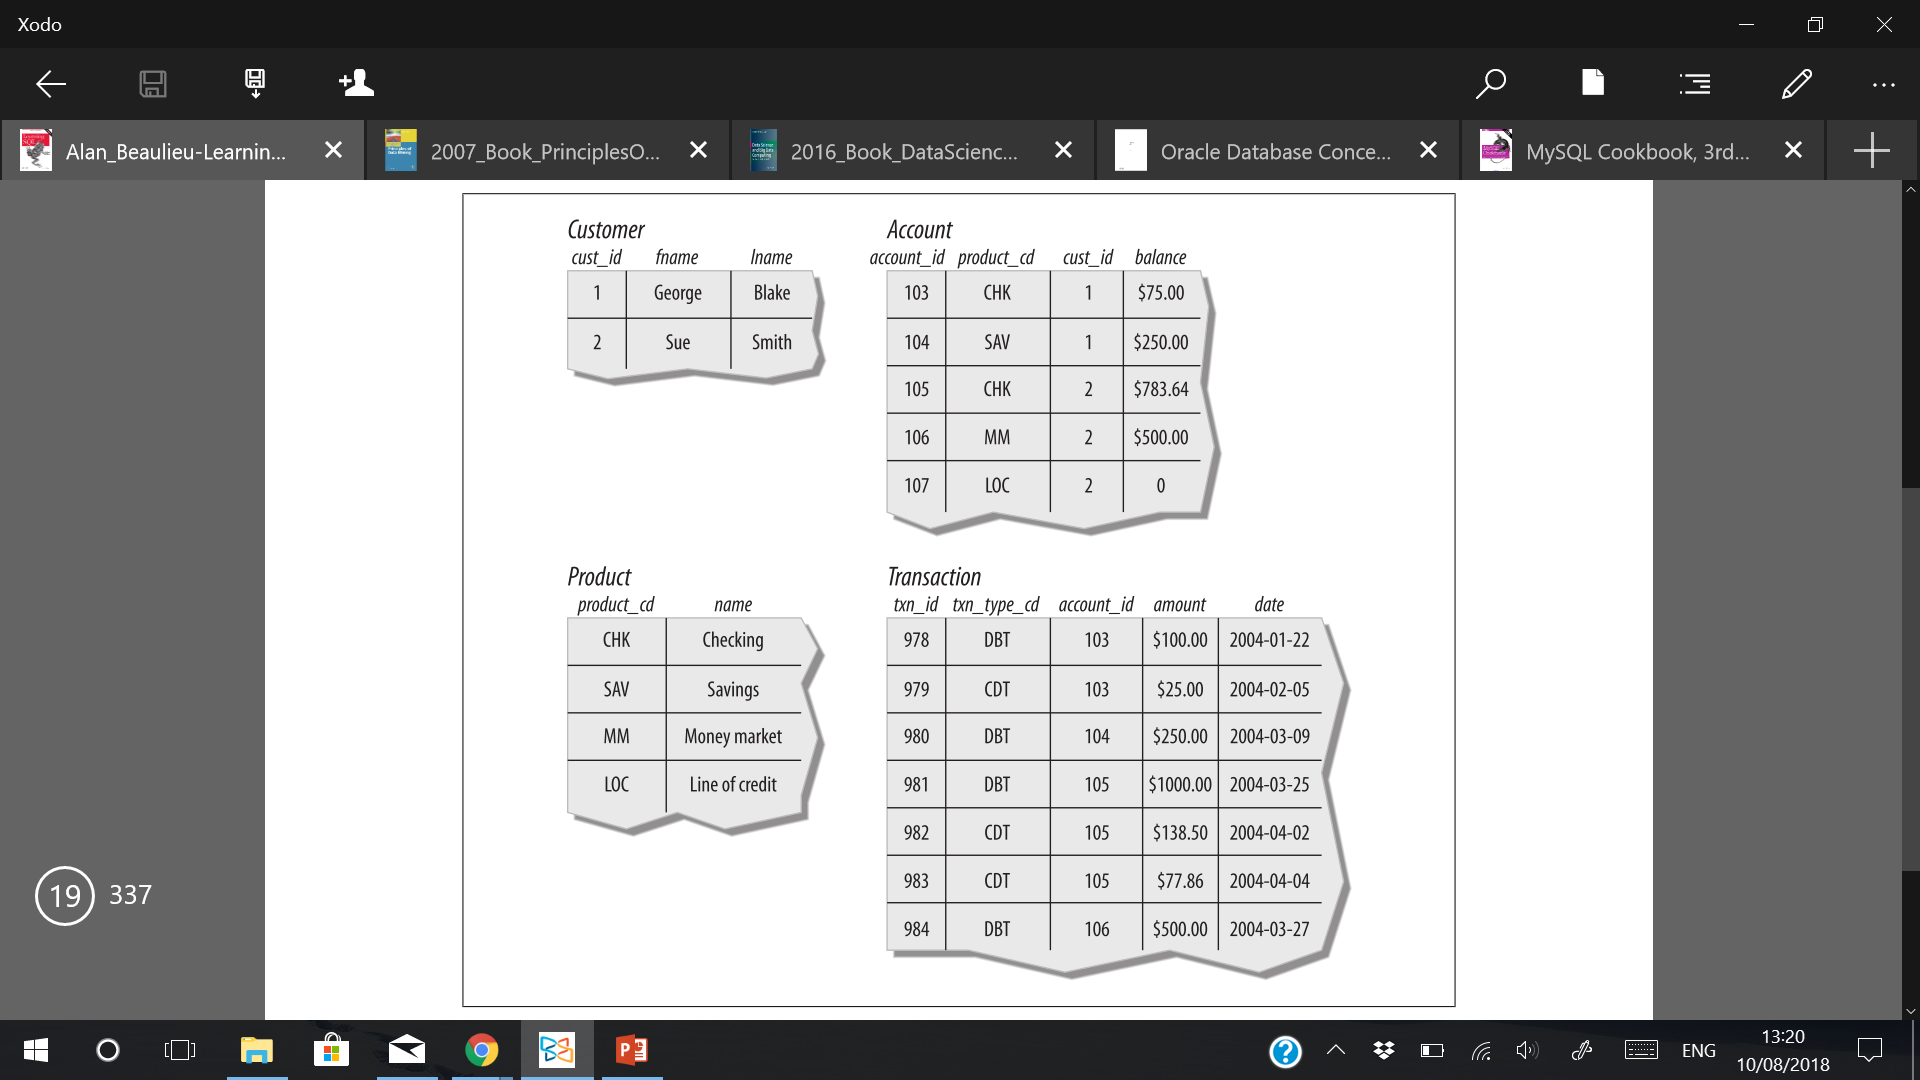 Xodo
Alan_Beaulieu-Learnin...
2007_Book_PrinciplesO...
2016_Book_DataScienc...
Oracle Database Conce...
MySQL Cookbook, 3rd...
Customer
cust_id fname lname
1 George Blake
2 Sue Smith
Account
account_id product_cd cust_id balance
103 CHK 1 $75.00
104 SAV 1 $250.00
105 CHK 2 $783.64
106 MM 2 $500.00
107 LOC 2 0
Product
product_cd name
CHK Checking
SAV Savings
MM Money market
LOC Line of credit
Transaction
txn_id txn_type_cd account_id amount date
978 DBT 103 $100.00 2004-01-22
979 CDT 103 $25.00 2004-02-05
980 DBT 104 $250.00 2004-03-09
981 DBT 105 $1000.00 2004-03-25
982 CDT 105 $138.50 2004-04-02
983 CDT 105 $77.86 2004-04-04
984 DBT 106 $500.00 2004-03-27
19 337
ENG
13:20
10/08/2018